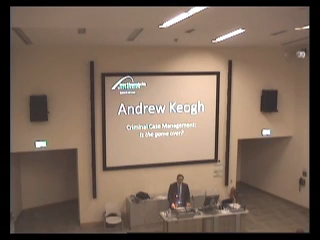 Andrew Keogh
Criminal Case Management:
Is the game over?